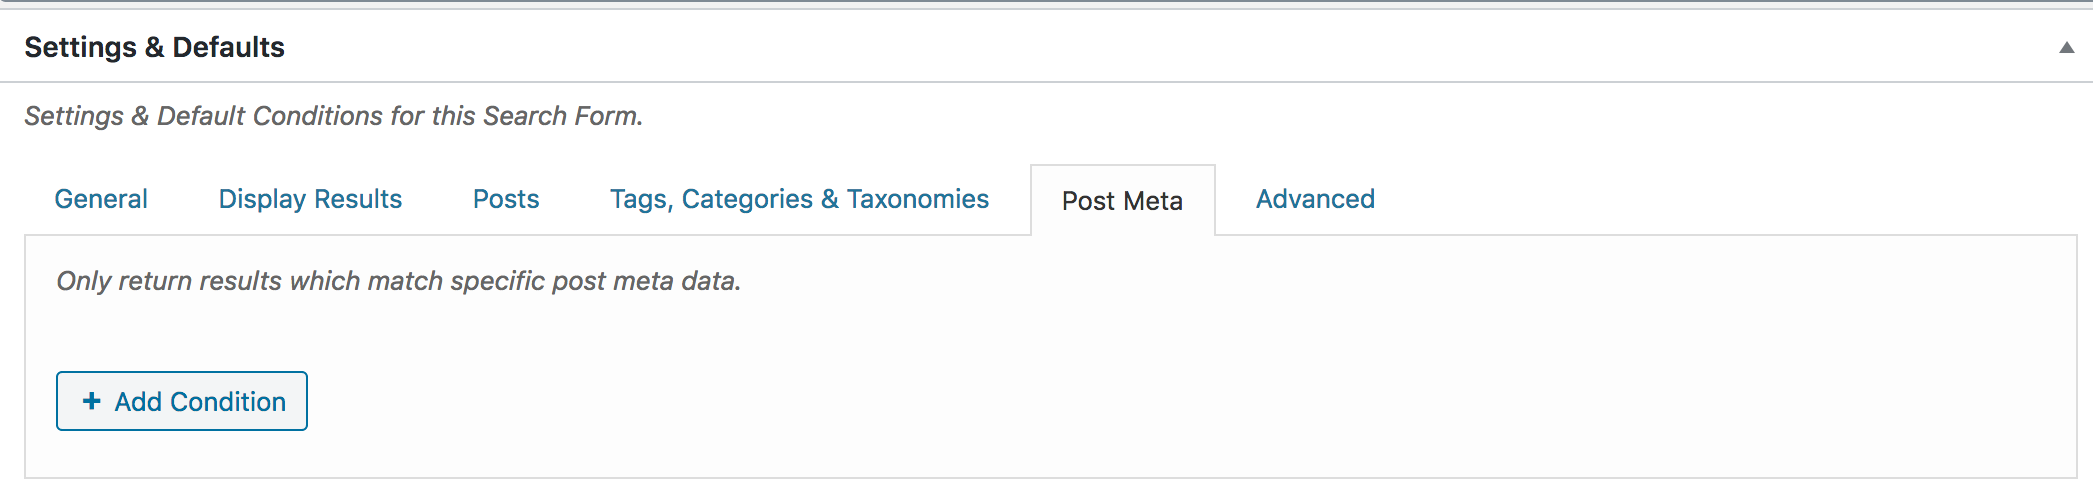 Settings & Defaults
Settings & Default Conditions for this Search Form.
General Display Results Posts Tags, Categories & Taxonomies Post Meta Advanced
Only return results which match specific post meta data.
+ Add Condition